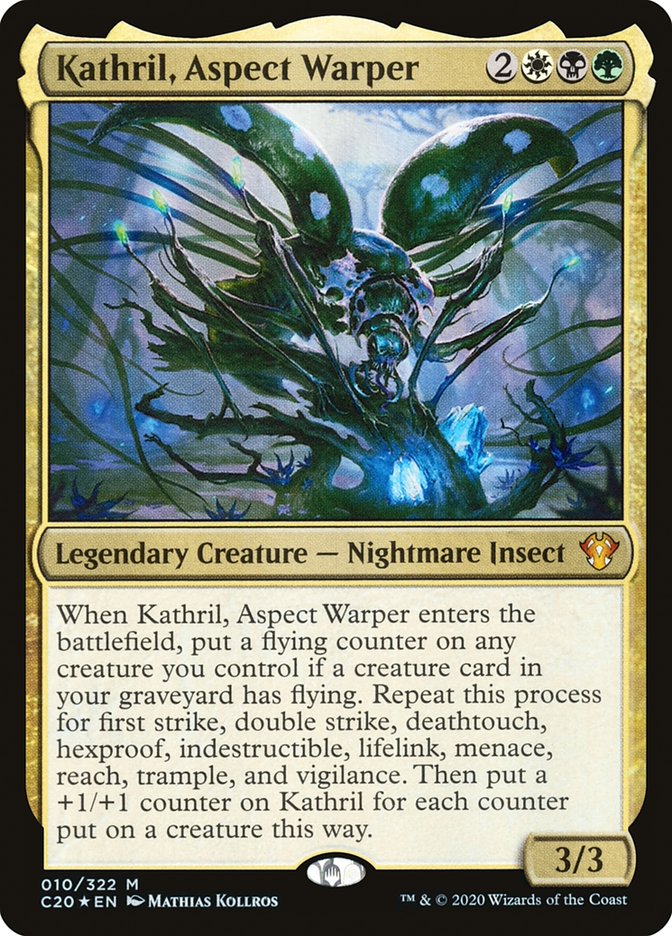 Kathril, Aspect Warper 2
Legendary Creature — Nightmare Insect
When Kathril, Aspect Warper enters the
battlefield, put a flying counter on any
creature you control if a creature card in
your graveyard has flying. Repeat this process
for first strike, double strike, deathtouch,
hexproof, indestructible, lifelink, menace,
reach, trample, and vigilance. Then put a
+1/+1 counter on Kathril for each counter
put on a creature this way.
3/3
010/322 M
C20 ★ EN Mathias Kollros ™ & © 2020 Wizards of the Coast